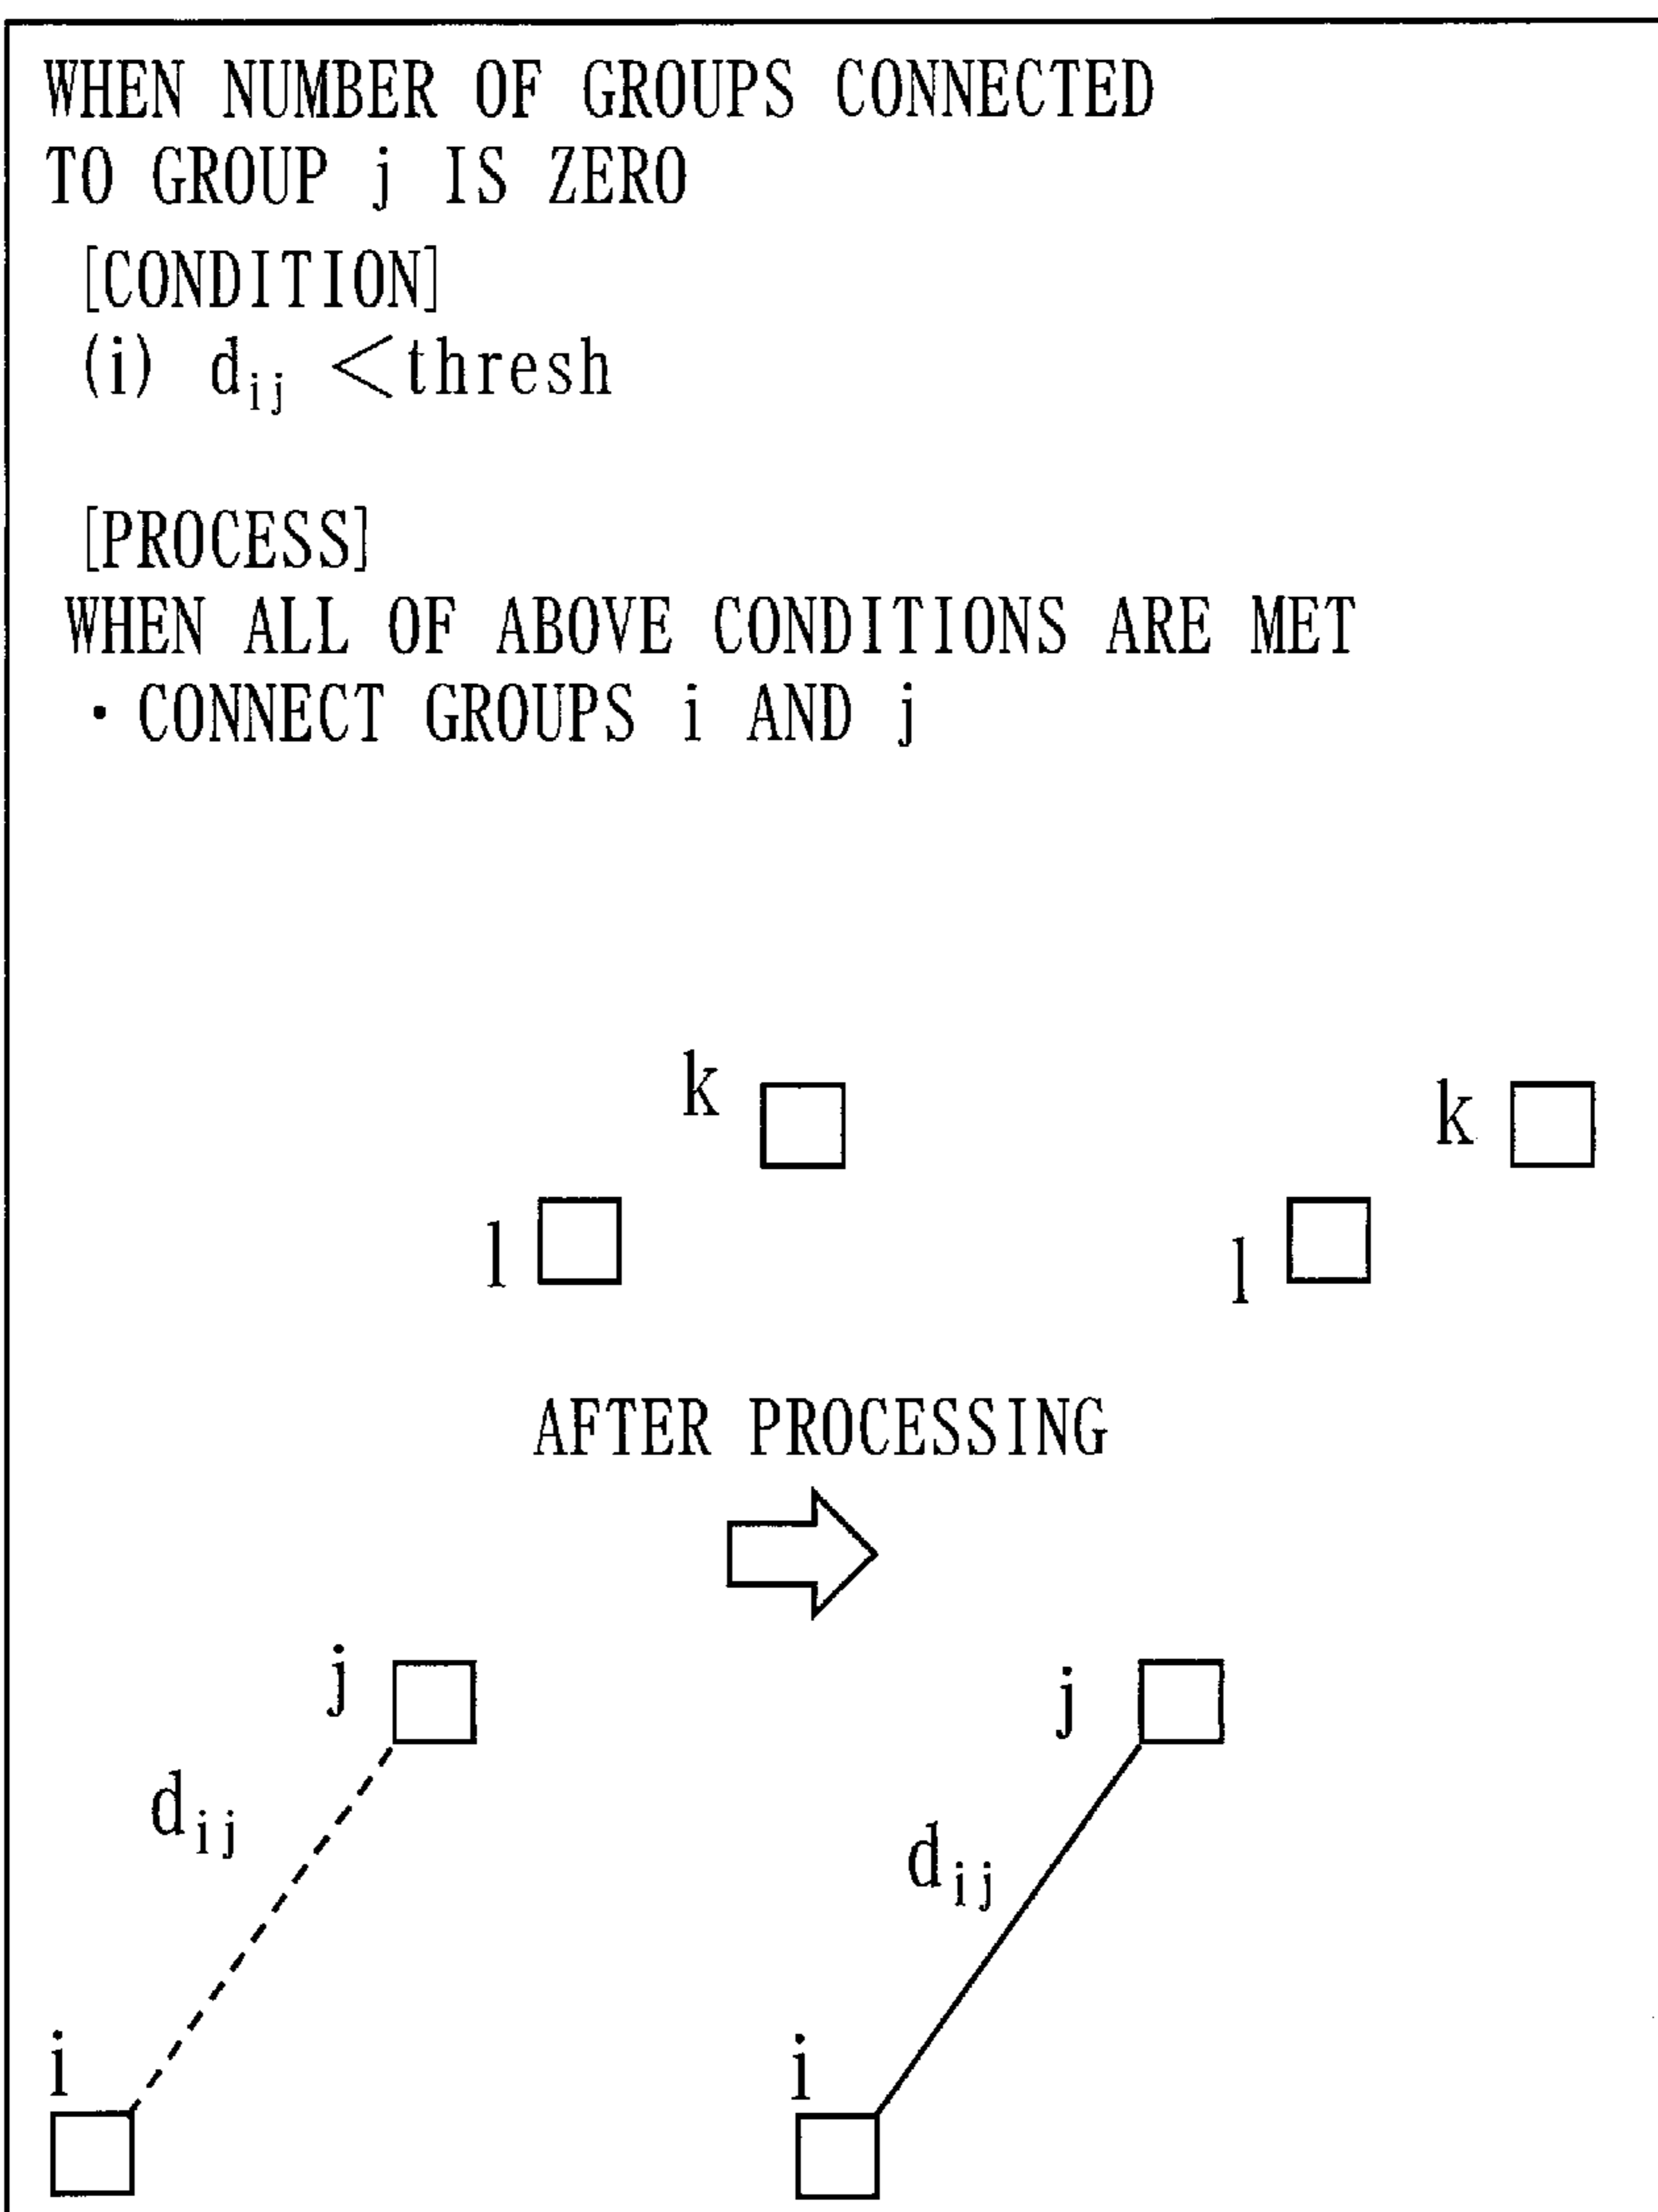 WHEN NUMBER OF GROUPS CONNECTED
TO GROUP j IS ZERO
[CONDITION]
(i) dij <thresh
[PROCESS]
WHEN ALL OF ABOVE CONDITIONS ARE MET
・CONNECT GROUPS i AND j
k
k
l
l
AFTER PROCESSING
j
j
dij
dij
i
i